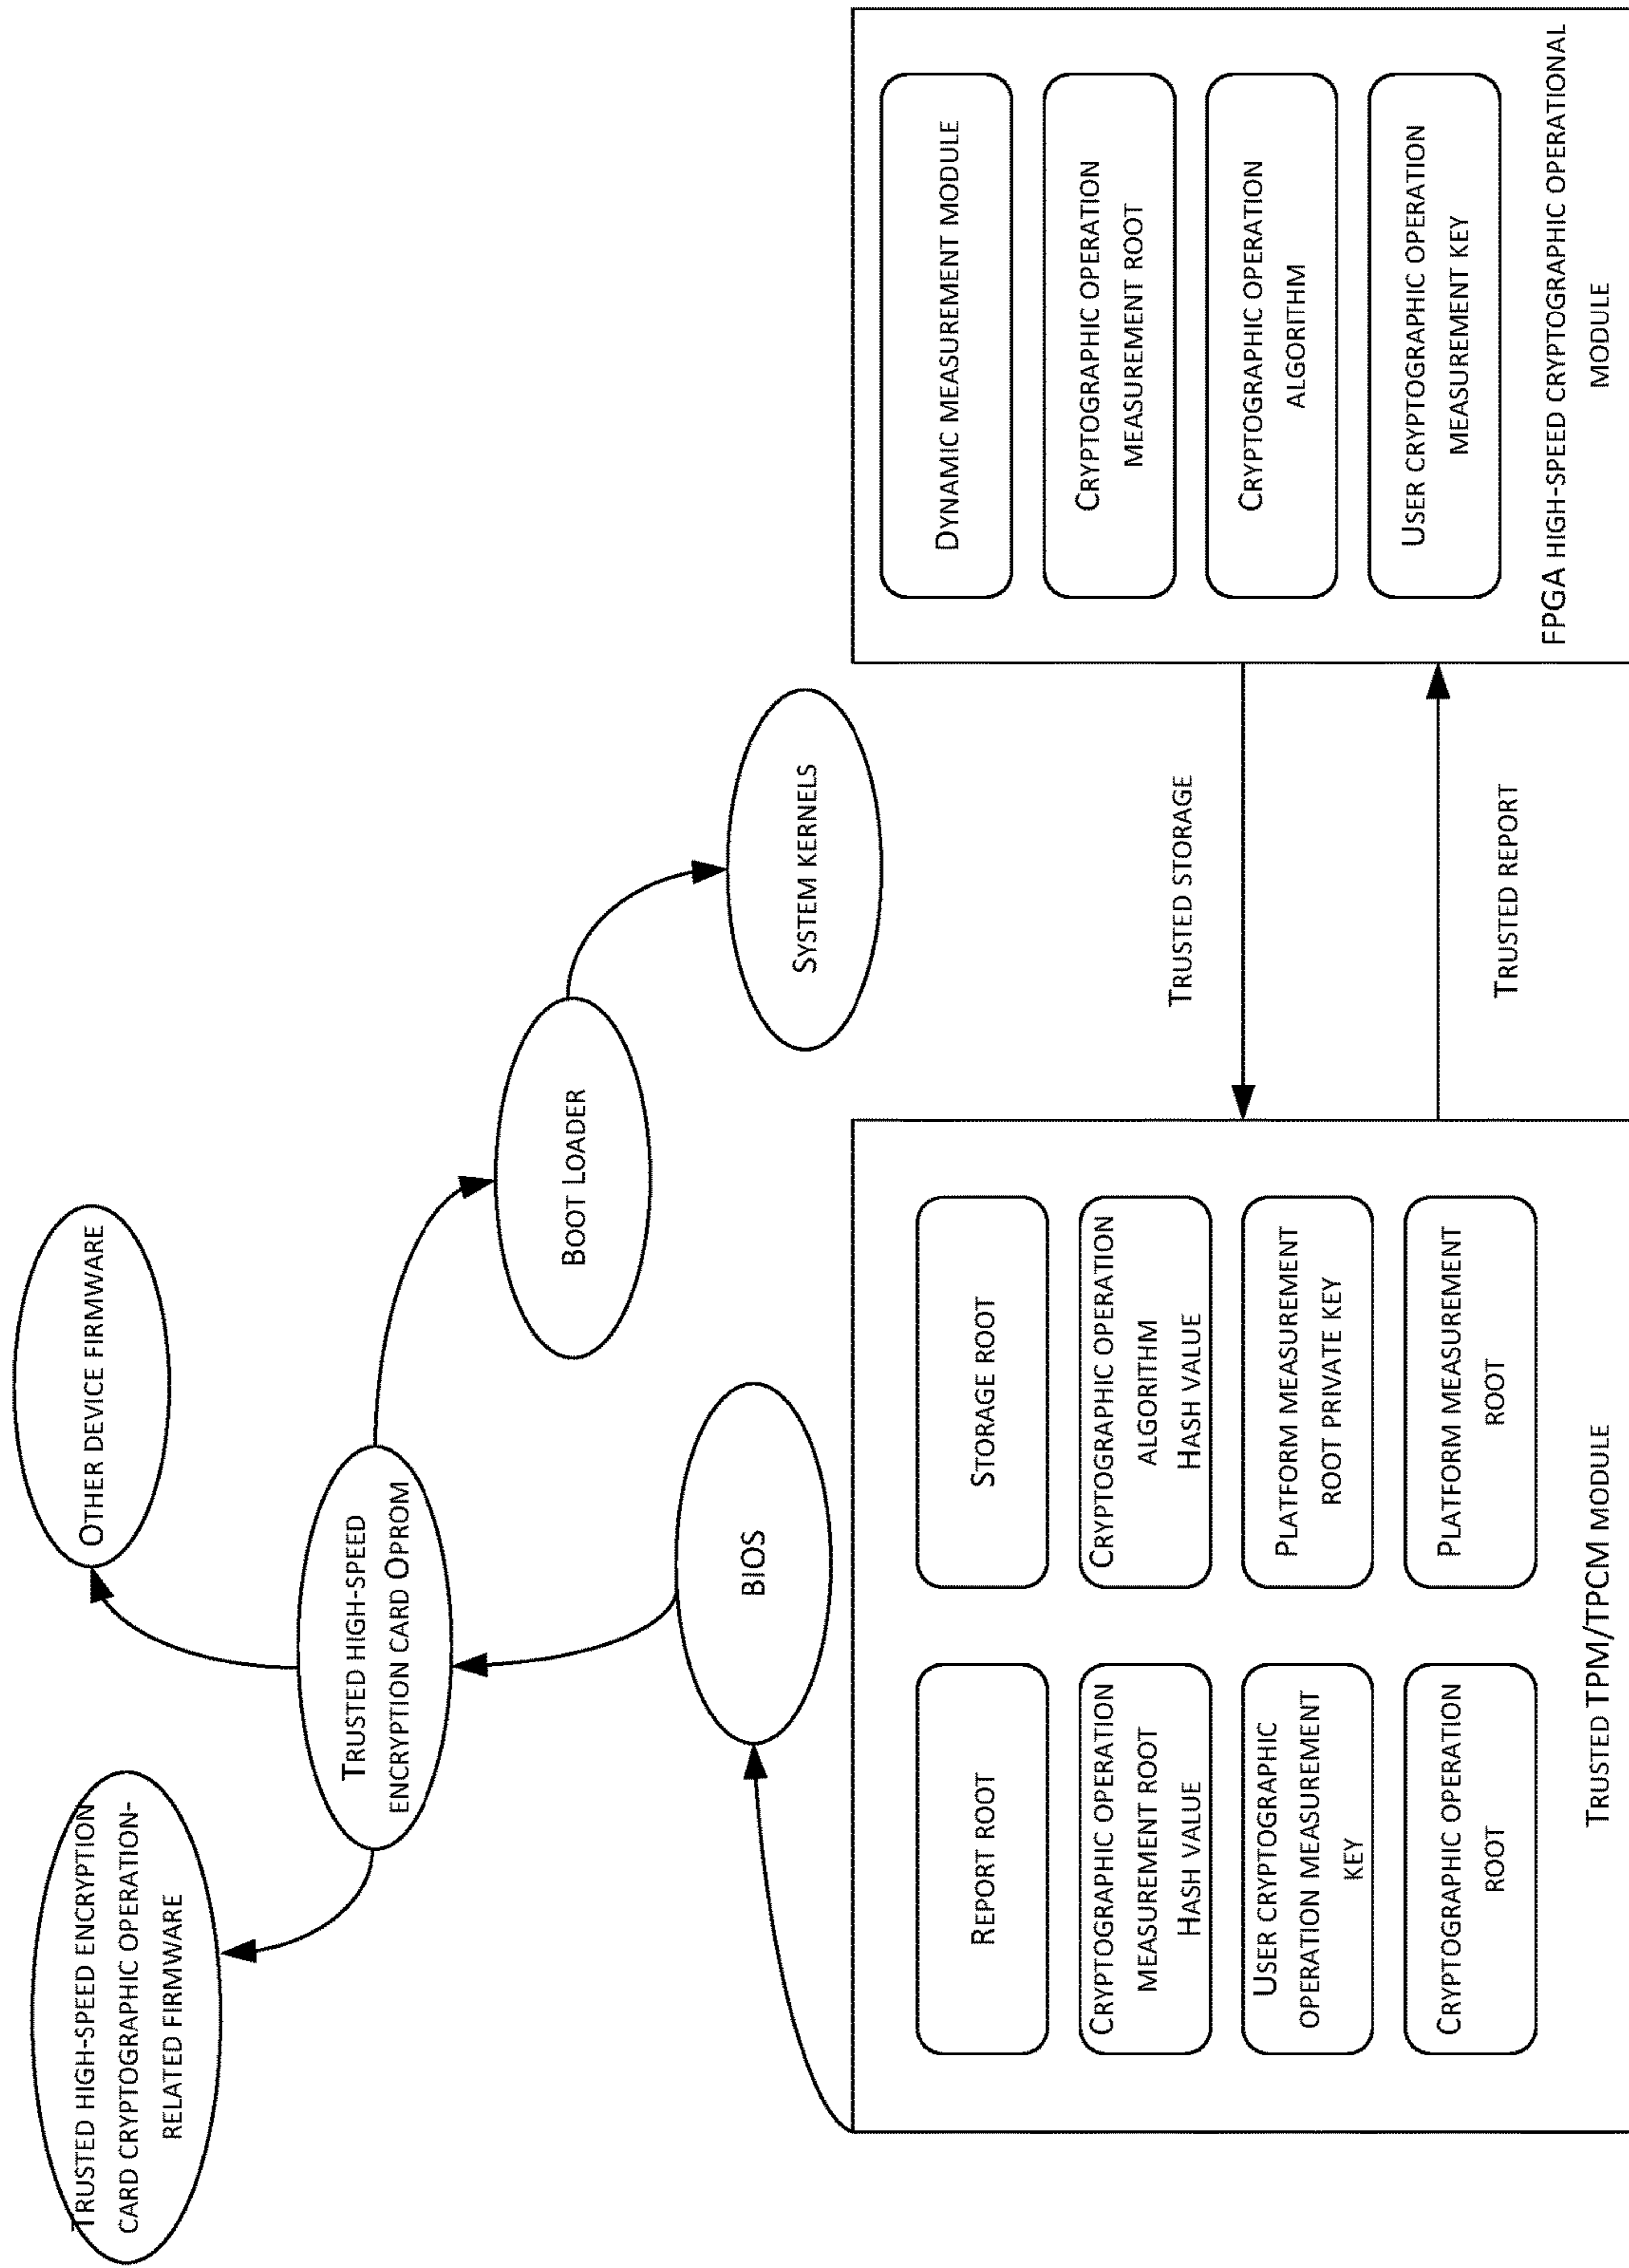 TRUSTED HIGH-SPEED ENCRYPTION
CARD CRYPTOGRAPHIC OPERATION-
RELATED FIRMWARE
OTHER DEVICE FIRMWARE
TRUSTED HIGH-SPEED
ENCRYPTION CARD OPROM
BOOT LOADER
SYSTEM KERNELS
BIOS
REPORT ROOT
STORAGE ROOT
CRYPTOGRAPHIC OPERATION
MEASUREMENT ROOT
HASH VALUE
CRYPTOGRAPHIC OPERATION
ALGORITHM
HASH VALUE
USER CRYPTOGRAPHIC
OPERATION MEASUREMENT
KEY
PLATFORM MEASUREMENT
ROOT PRIVATE KEY
CRYPTOGRAPHIC OPERATION
ROOT
PLATFORM MEASUREMENT
ROOT
TRUSTED TPM/TPCM MODULE
TRUSTED STORAGE
TRUSTED REPORT
DYNAMIC MEASUREMENT MODULE
CRYPTOGRAPHIC OPERATION
MEASUREMENT ROOT
CRYPTOGRAPHIC OPERATION
ALGORITHM
USER CRYPTOGRAPHIC OPERATION
MEASUREMENT KEY
FPGA HIGH-SPEED CRYPTOGRAPHIC OPERATIONAL
MODULE